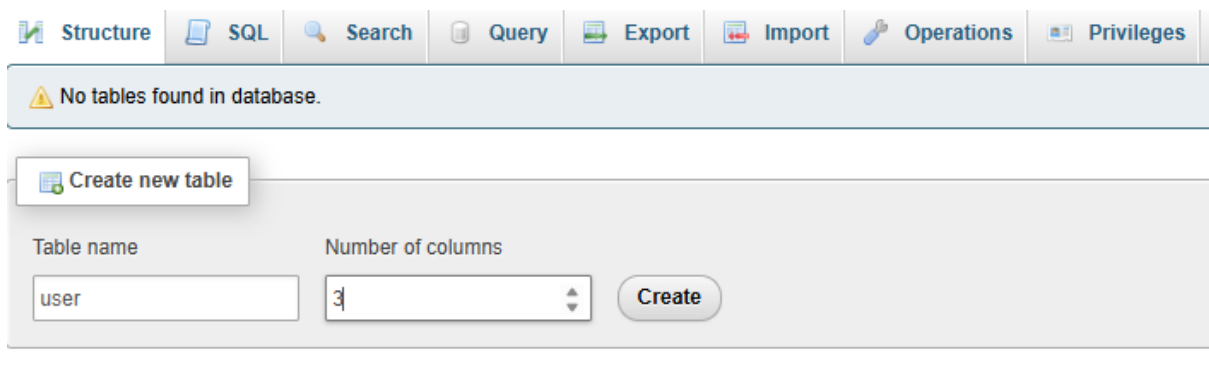 Structure SQL Search Query Export Import Operations Privileges
No tables found in database.
Create new table
Table name Number of columns
user 3 Create